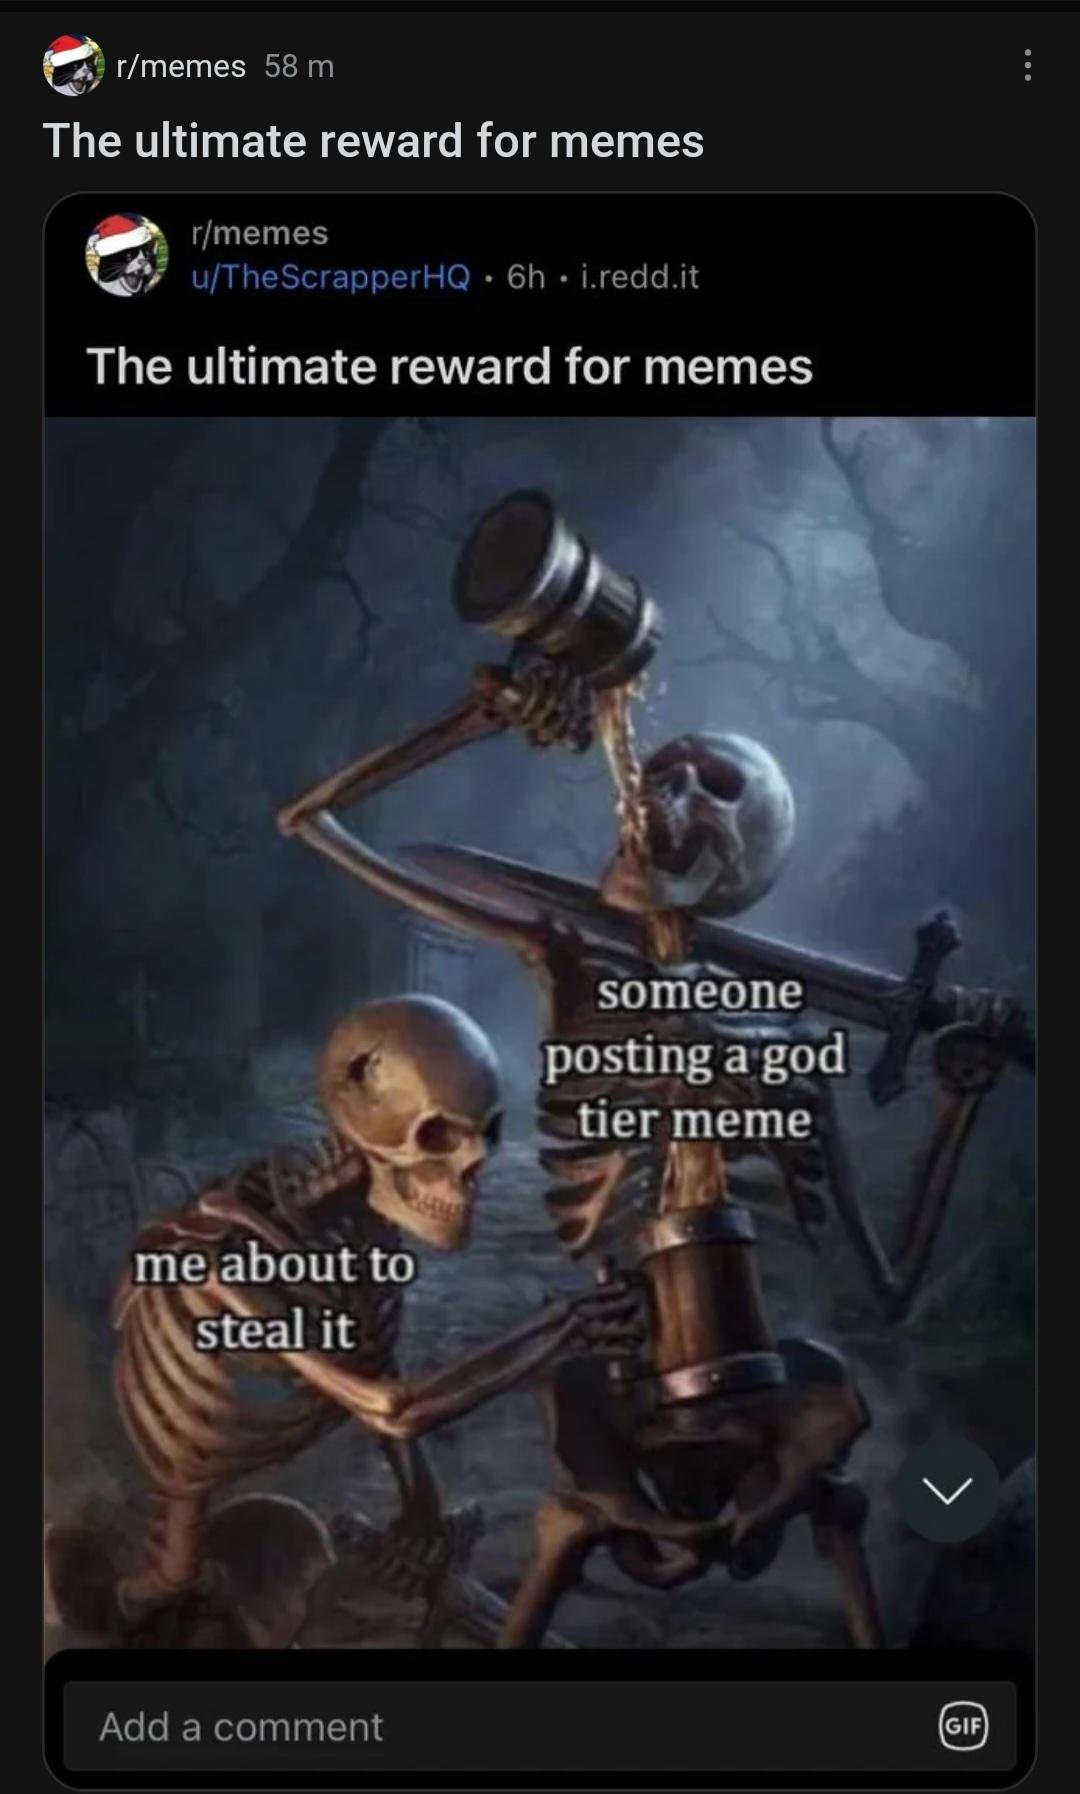 r/memes 58 m
The ultimate reward for memes
r/memes
u/TheScrapperHQ • 6h • i.redd.it
The ultimate reward for memes
someone
posting a god
tier meme
me about to
steal it
Add a comment
GIF